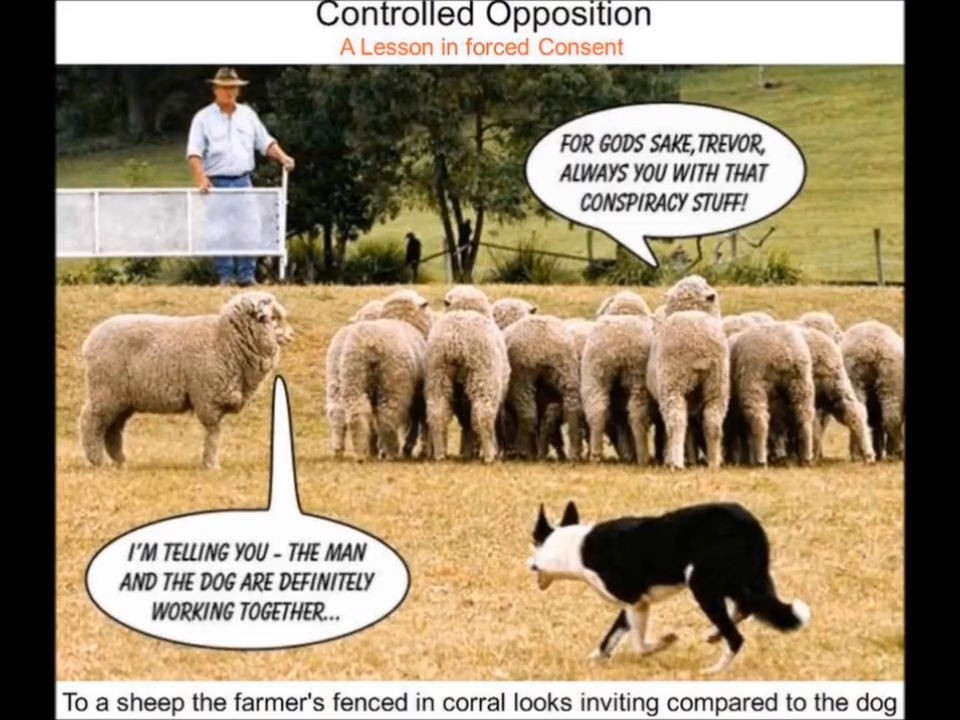 Controlled Opposition
A Lesson in forced Consent
FOR GODS SAKE, TREVOR,
ALWAYS YOU WITH THAT
CONSPIRACY STUFF!
I'M TELLING YOU - THE MAN
AND THE DOG ARE DEFINITELY
WORKING TOGETHER...
To a sheep the farmer's fenced in corral looks inviting compared to the dog